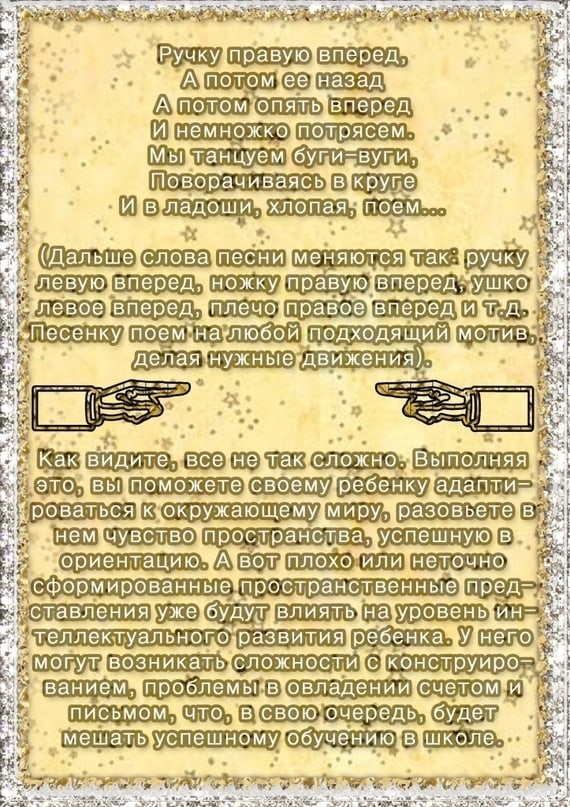 Ручку правую вперед,
А потом ее назад
А потом опять вперед
И немножко потрясем.
Мы танцуем буги-вуги,
Поворачиваясь в круге
И в ладоши, хлопая, поем...
(Дальше слова песни меняются так: ручку
левую вперед, ножку правую вперед, ушко
левое вперед, плечо правое вперед и т.д.
Песенку поем на любой подходящий мотив,
делая нужные движения).
Как видите, все не так сложно. Выполняя
это, вы поможете своему ребенку адапти-
роваться к окружающему миру, разовьете в
нем чувство пространства, успешную в
ориентацию. А вот плохо или неточно
сформированные пространственные пред-
ставления уже будут влиять на уровень ин-
теллектуального развития ребенка. У него
могут возникать сложности с конструиро-
ванием, проблемы в овладении счетом и
письмом, что, в свою очередь, будет
мешать успешному обучению в школе.